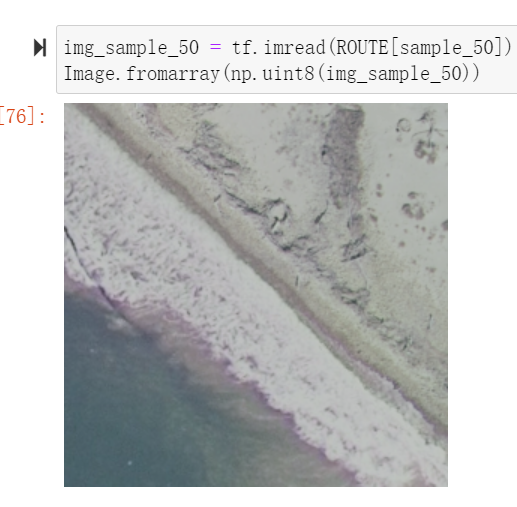 img_sample_50 = tf.imread(ROUTE[sample_50])
Image.fromarray(np.uint8(img_sample_50))
[76]: